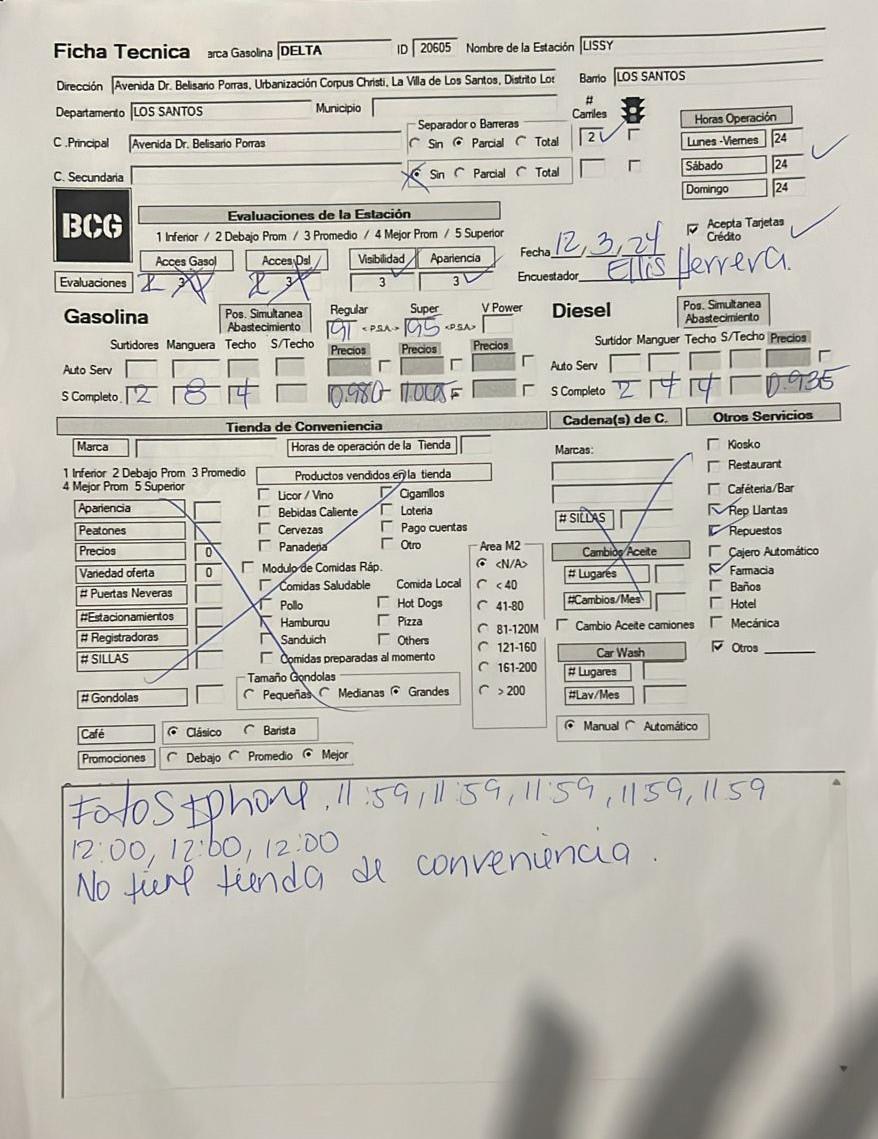 Ficha Tecnica arca Gasolina DELTA ID 20605 Nombre de la Estación LISSY
Dirección Avenida Dr. Belisario Porras, Urbanización Corpus Christi, La Villa de Los Santos, Distrito Lot Barrio LOS SANTOS
Departamento LOS SANTOS Municipio # Carriles
C .Principal Avenida Dr. Belisario Porras Separador o Barreras Sin Parcial Total 2
C. Secundaria Sin Parcial Total
Horas Operación
Lunes -Viernes 24
Sábado 24
Domingo 24
BCG
Evaluaciones de la Estación
1 Inferior / 2 Debajo Prom / 3 Promedio / 4 Mejor Prom / 5 Superior
Acepta Tarjetas Crédito
Acces Gasol Acces Dsl Visibilidad Apariencia
Fecha 12, 3, 24
Evaluaciones 2 3 2 3 3 3
Encuestador Ellis Herrera.
Gasolina
Pos. Simultanea Abastecimiento
Regular Super V Power
91 < P.S.A.> 95 <P.S.A>
Surtidores Manguera Techo S/Techo Precios Precios Precios
Auto Serv
S Completo 2 8 4 0.980 1.005
Diesel
Pos. Simultanea Abastecimiento
Surtidor Manguer Techo S/Techo Precios
Auto Serv
S Completo 2 4 4 0.935
Tienda de Conveniencia
Marca Horas de operación de la Tienda
1 Inferior 2 Debajo Prom 3 Promedio
4 Mejor Prom 5 Superior
Apariencia
Peatones
Precios 0
Variedad oferta 0
# Puertas Neveras
#Estacionamientos
# Registradoras
# SILLAS
# Gondolas
Productos vendidos en la tienda
Licor / Vino Cigarrillos
Bebidas Caliente Loteria
Cervezas Pago cuentas
Panaderia Otro
Modulo de Comidas Ráp.
Comidas Saludable Comida Local
Pollo Hot Dogs
Hamburqu Pizza
Sanduich Others
Comidas preparadas al momento
Tamaño Gondolas
Pequeñas Medianas Grandes
Area M2
<N/A>
< 40
41-80
81-120M
121-160
161-200
> 200
Café Clásico Barista
Promociones Debajo Promedio Mejor
Cadena(s) de C.
Marcas:
# SILLAS
Cambios Aceite
# Lugares
#Cambios/Mes
Cambio Aceite camiones
Car Wash
# Lugares
#Lav/Mes
Manual Automático
Otros Servicios
Kiosko
Restaurant
Caféteria/Bar
Rep Llantas
Repuestos
Cajero Automático
Farmacia
Baños
Hotel
Mecánica
Otros
Fotos Iphone, 11:59, 11:59, 11:59, 11 59, 11 59
12:00, 12:00, 12:00
No tiene tienda de conveniencia.